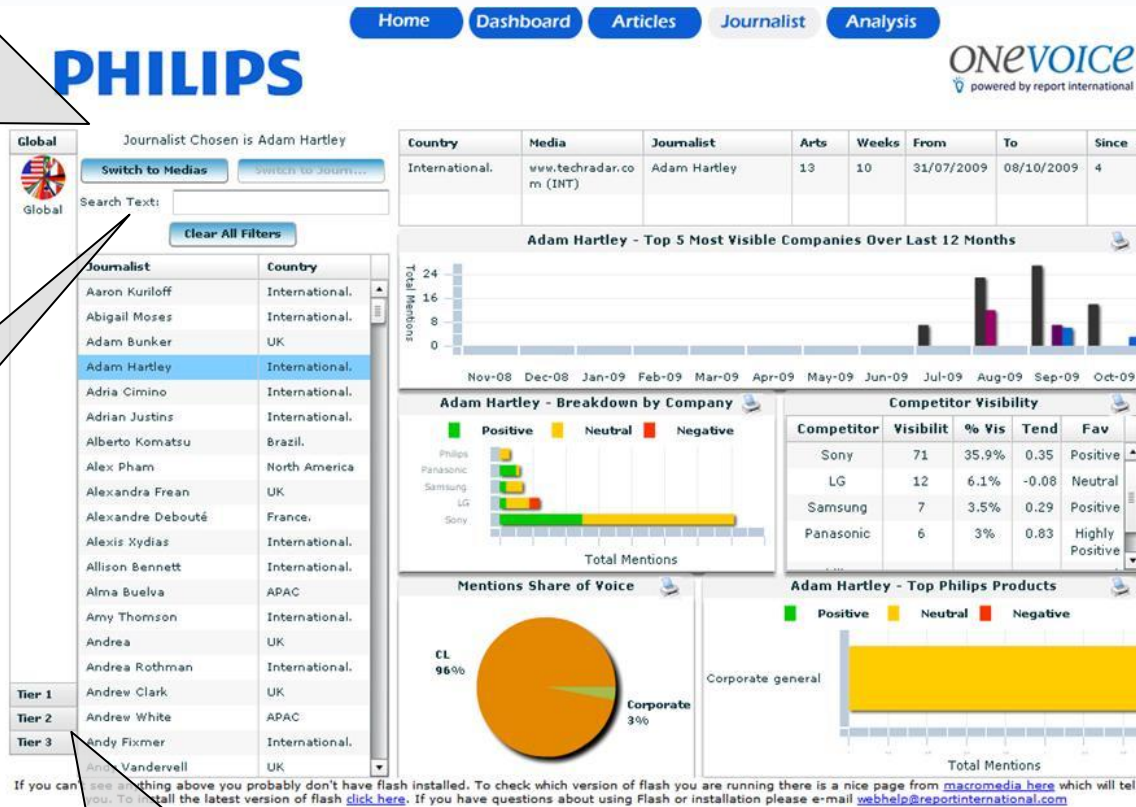 Home Dashboard Articles Journalist Analysis
PHILIPS
ONEVOICE
powered by report international
Global
Global
Tier 1
Tier 2
Tier 3
Journalist Chosen is Adam Hartley
Switch to Medias Switch to Journ...
Search Text:
Clear All Filters
Journalist Country
Aaron Kuriloff International.
Abigail Moses International.
Adam Bunker UK
Adam Hartley International.
Adria Cimino International.
Adrian Justins International.
Alberto Komatsu Brazil.
Alex Pham North America
Alexandra Frean UK
Alexandre Debouté France.
Alexis Xydias International.
Allison Bennett International.
Alma Buelva APAC
Amy Thomson International.
Andrea UK
Andrea Rothman International.
Andrew Clark UK
Andrew White APAC
Andy Fixmer International.
Andy Vandervell UK
Country Media Journalist Arts Weeks From To Since
International. www.techradar.co Adam Hartley 13 10 31/07/2009 08/10/2009 4
m (INT)
Adam Hartley - Top 5 Most Visible Companies Over Last 12 Months
Total Mentions
24
16
8
0
Nov-08 Dec-08 Jan-09 Feb-09 Mar-09 Apr-09 May-09 Jun-09 Jul-09 Aug-09 Sep-09 Oct-09
Adam Hartley - Breakdown by Company
Positive Neutral Negative
Philips
Panasonic
Samsung
LG
Sony
Total Mentions
Competitor Visibility
Competitor Visibilit % Vis Tend Fav
Sony 71 35.9% 0.35 Positive
LG 12 6.1% -0.08 Neutral
Samsung 7 3.5% 0.29 Positive
Panasonic 6 3% 0.83 Highly
Positive
Mentions Share of Voice
CL
96%
Corporate
3%
Adam Hartley - Top Philips Products
Positive Neutral Negative
Corporate general
Total Mentions
If you can't see anything above you probably don't have flash installed. To check which version of flash you are running there is a nice page from macromedia here which will tel
you. To install the latest version of flash click here. If you have questions about using Flash or installation please e-mail webhelp@reportinternational.com